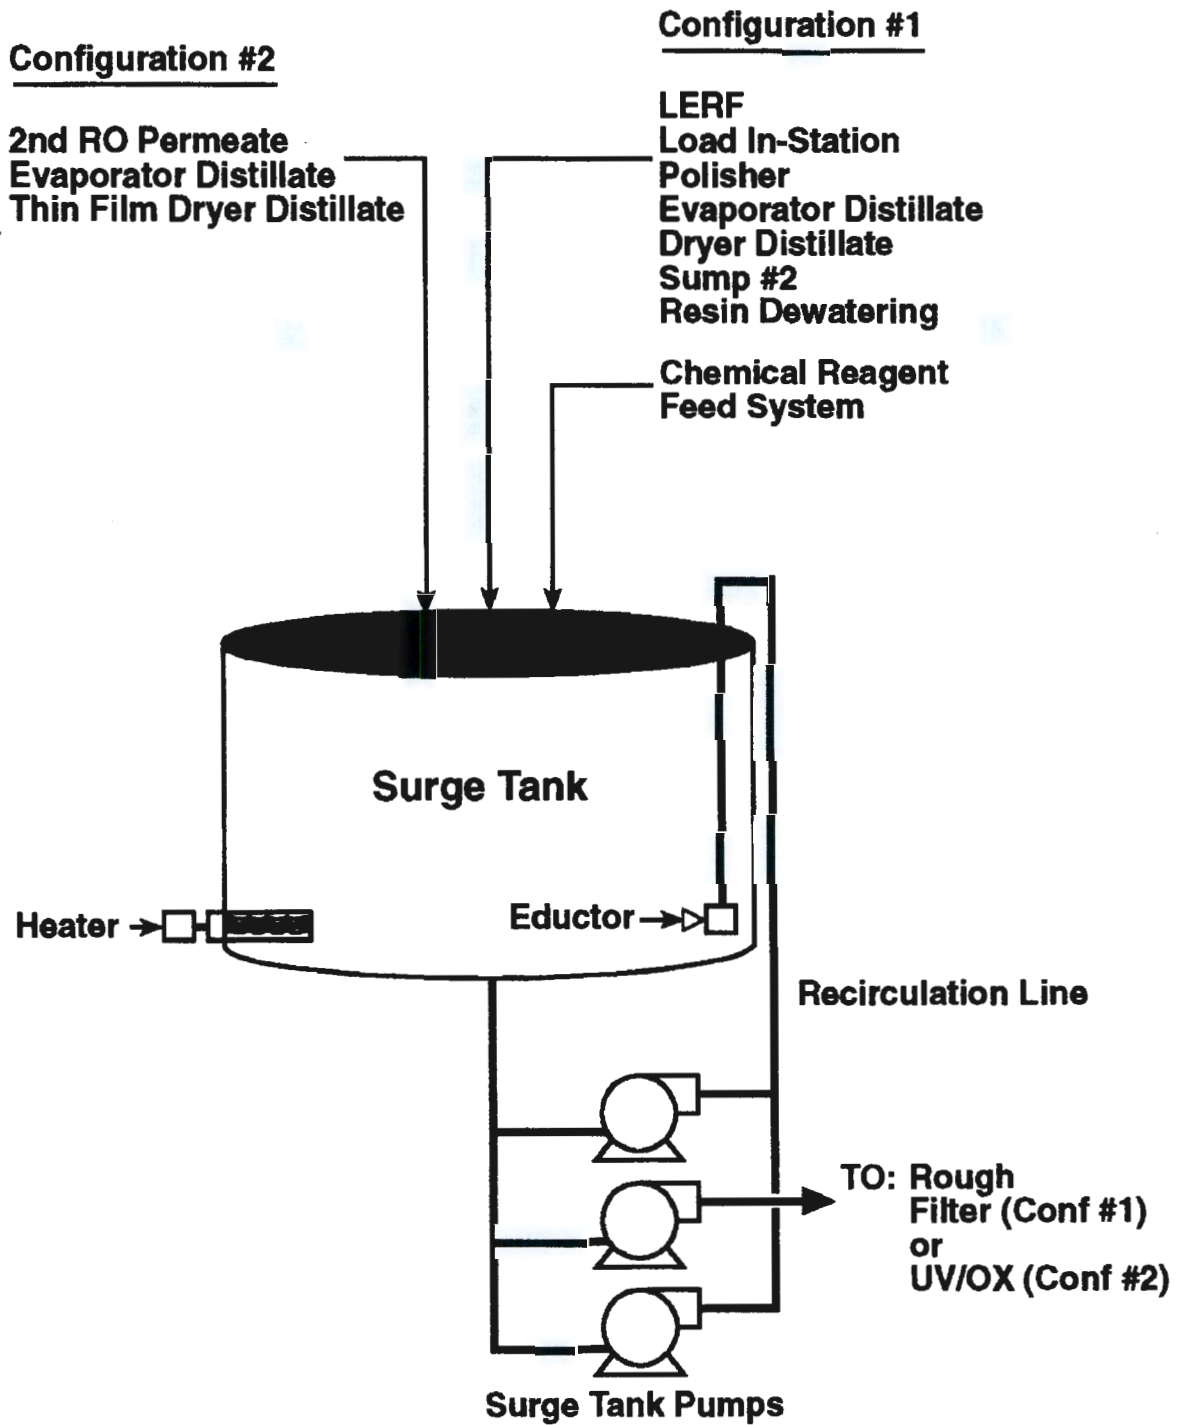 Configuration #2
2nd RO Permeate
Evaporator Distillate
Thin Film Dryer Distillate
Configuration #1
LERF
Load In-Station
Polisher
Evaporator Distillate
Dryer Distillate
Sump #2
Resin Dewatering
Chemical Reagent
Feed System
Surge Tank
Heater
Eductor
Recirculation Line
TO: Rough
Filter (Conf #1)
or
UV/OX (Conf #2)
Surge Tank Pumps